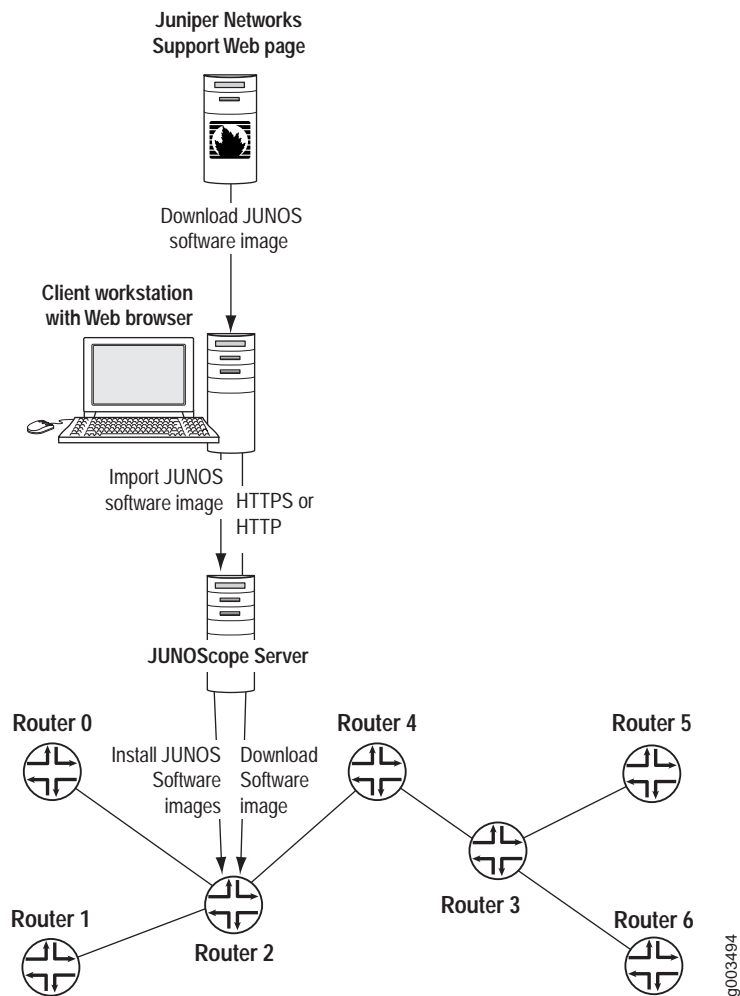 Juniper Networks
Support Web page
Download JUNOS
software image
Client workstation
with Web browser
Import JUNOS
software image
HTTPS or
HTTP
JUNOScope Server
Router 0
Install JUNOS
Software
images
Download
Software
image
Router 4
Router 5
Router 1
Router 2
Router 3
Router 6
g003494